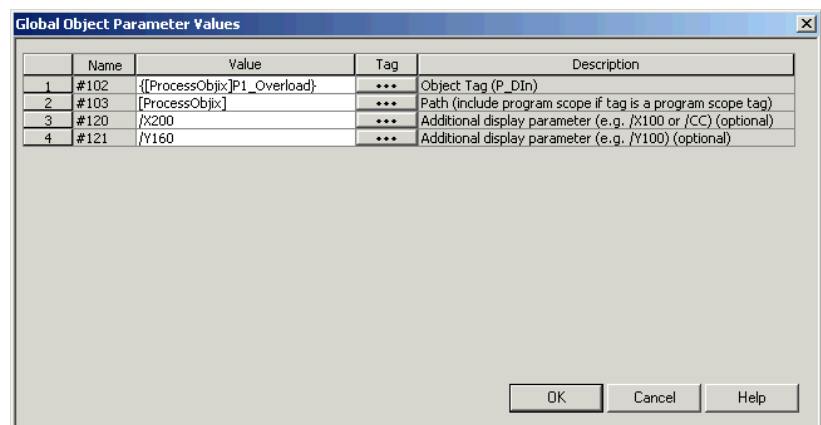 Global Object Parameter Values
Name Value Tag Description
1 #102 {[ProcessObjix]P1_Overload} ••• Object Tag (P_DIn)
2 #103 [ProcessObjix] ••• Path (include program scope if tag is a program scope tag)
3 #120 /X200 ••• Additional display parameter (e.g. /X100 or /CC) (optional)
4 #121 /Y160 ••• Additional display parameter (e.g. /Y100) (optional)
OK Cancel Help